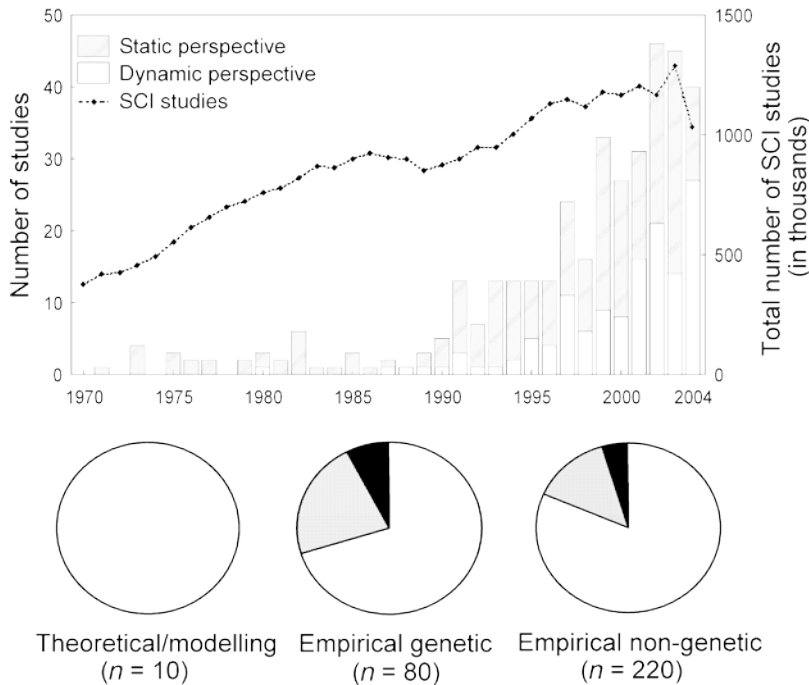 Number of studies
50
40
30
20
10
0
Static perspective
Dynamic perspective
SCI studies
1500
1000
500
0
Total number of SCI studies
(in thousands)
1970 1975 1980 1985 1990 1995 2000 2004
Theoretical/modelling
(n = 10)
Empirical genetic
(n = 80)
Empirical non-genetic
(n = 220)